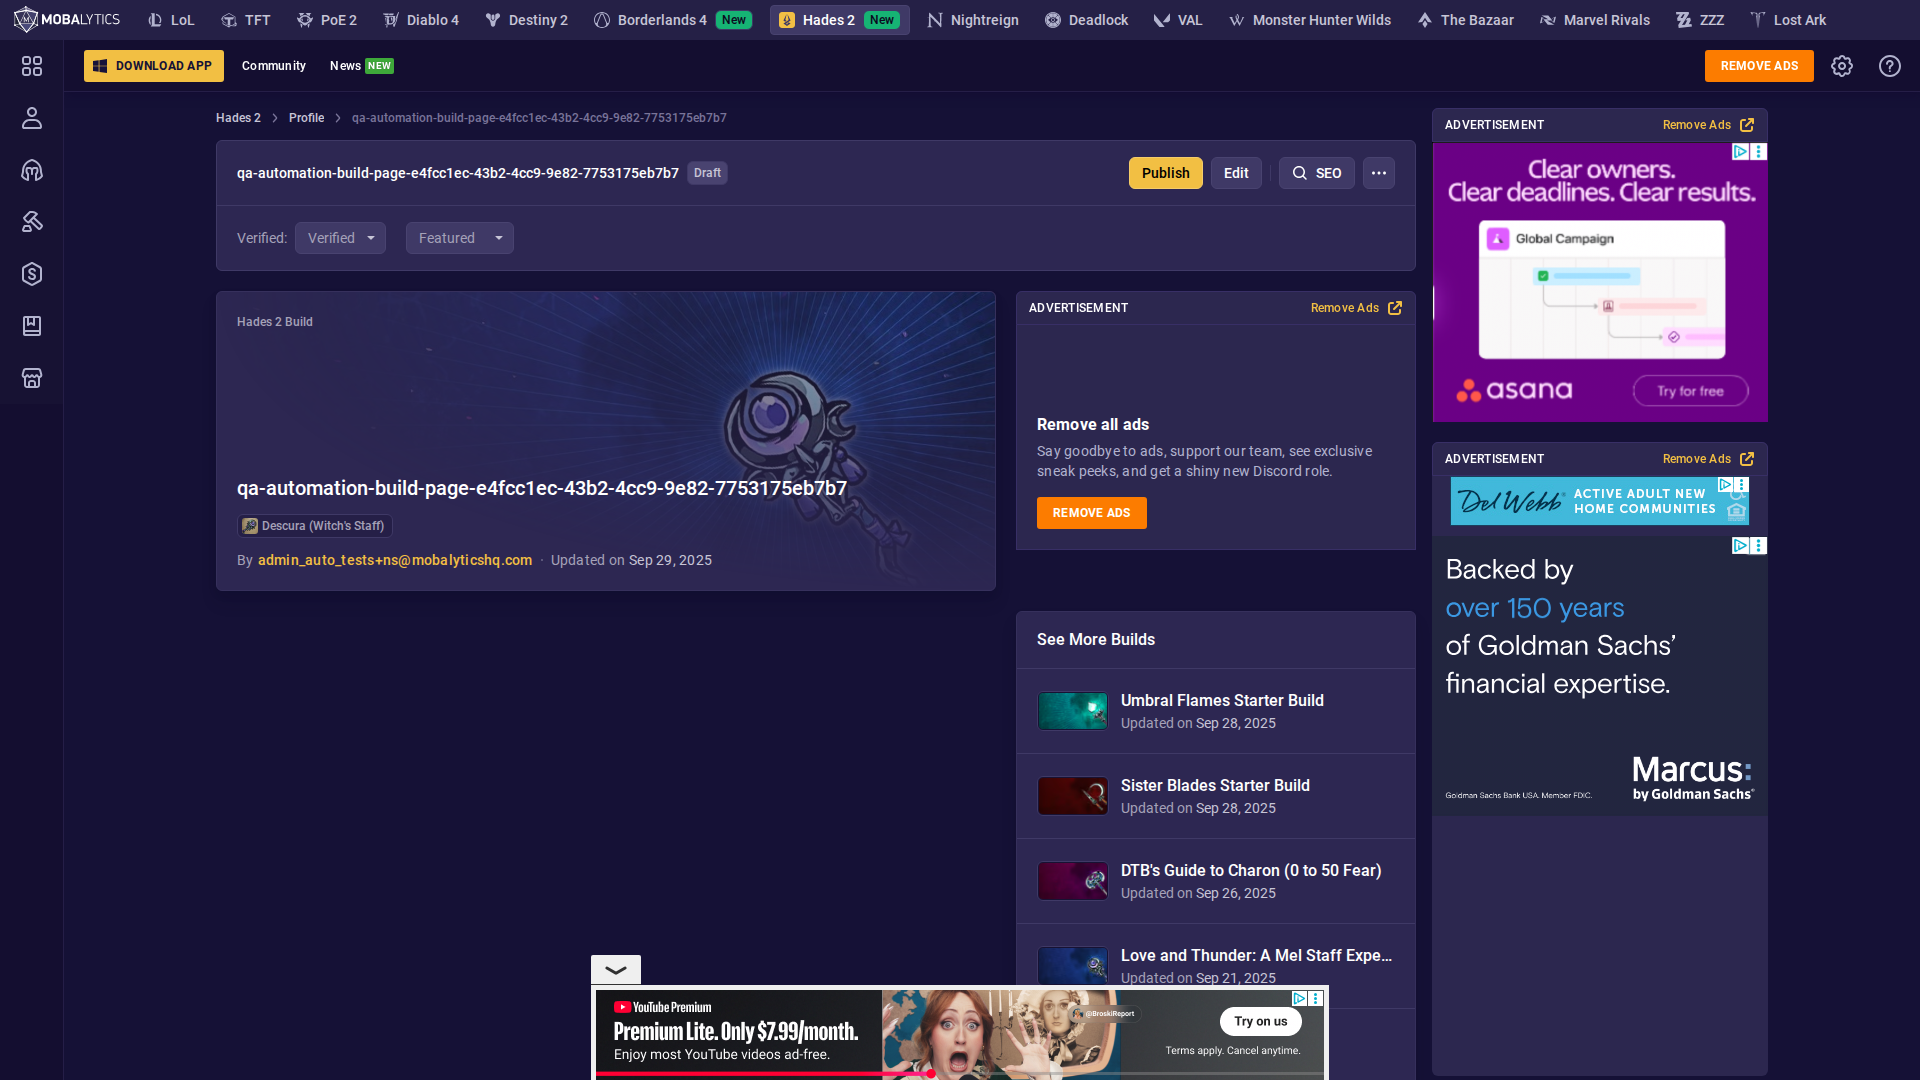 MOBALYTICS
LoL
TFT
PoE 2
Diablo 4
Destiny 2
Borderlands 4 New
Hades 2 New
Nightreign
Deadlock
VAL
Monster Hunter Wilds
The Bazaar
Marvel Rivals
ZZZ
Lost Ark
DOWNLOAD APP
Community
News NEW
REMOVE ADS
Hades 2 > Profile > qa-automation-build-page-e4fcc1ec-43b2-4cc9-9e82-7753175eb7b7
qa-automation-build-page-e4fcc1ec-43b2-4cc9-9e82-7753175eb7b7 Draft
Publish
Edit
SEO
Verified: Verified
Featured
Hades 2 Build
qa-automation-build-page-e4fcc1ec-43b2-4cc9-9e82-7753175eb7b7
Descura (Witch's Staff)
By admin_auto_tests+ns@mobalyticshq.com · Updated on Sep 29, 2025
ADVERTISEMENT Remove Ads
Remove all ads
Say goodbye to ads, support our team, see exclusive
sneak peeks, and get a shiny new Discord role.
REMOVE ADS
See More Builds
Umbral Flames Starter Build
Updated on Sep 28, 2025
Sister Blades Starter Build
Updated on Sep 28, 2025
DTB's Guide to Charon (0 to 50 Fear)
Updated on Sep 26, 2025
Love and Thunder: A Mel Staff Expe...
Updated on Sep 21, 2025
ADVERTISEMENT Remove Ads
Clear owners.
Clear deadlines. Clear results.
Global Campaign
asana
Try for free
ADVERTISEMENT Remove Ads
Del Webb®
ACTIVE ADULT NEW
HOME COMMUNITIES
Backed by
over 150 years
of Goldman Sachs'
financial expertise.
Marcus:
by Goldman Sachs®
Goldman Sachs Bank USA. Member FDIC.
YouTube Premium
Premium Lite. Only $7.99/month.
Enjoy most YouTube videos ad-free.
@BroskiReport
Try on us
Terms apply. Cancel anytime.